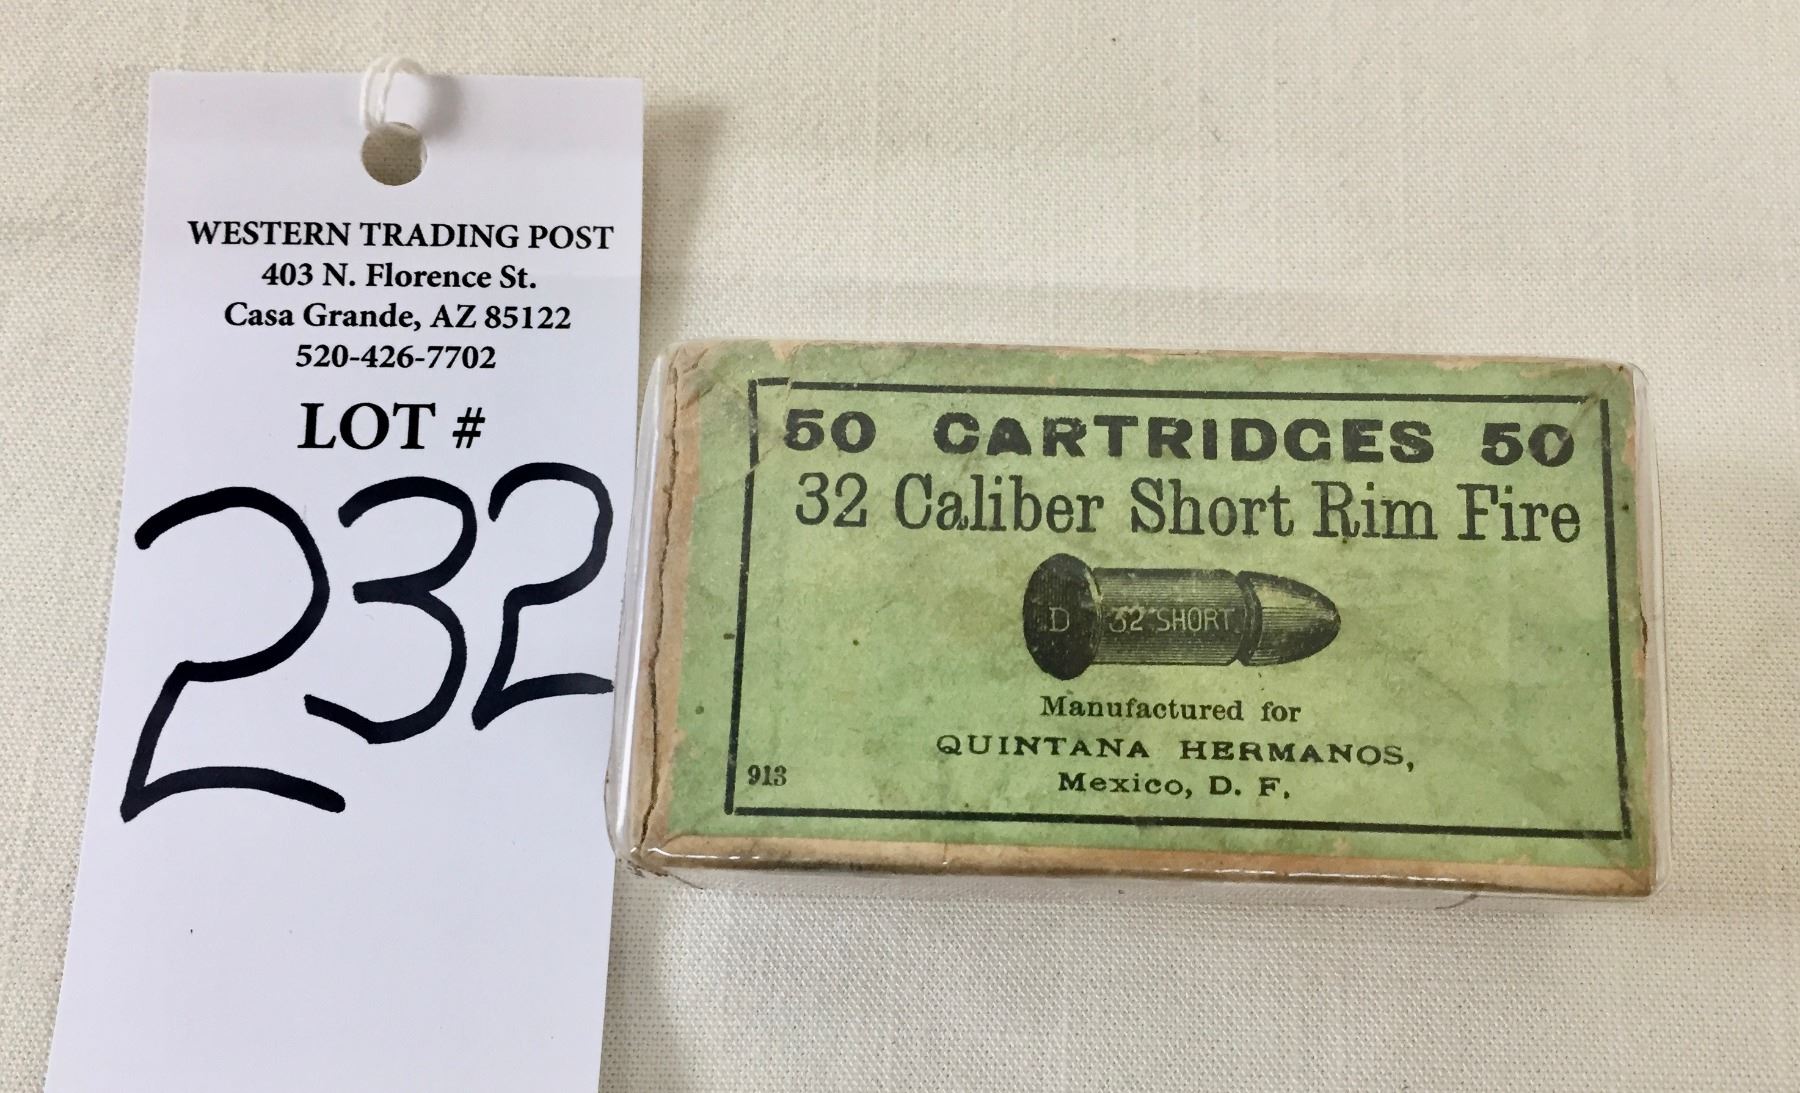 WESTERN TRADING POST
403 N. Florence St.
Casa Grande, AZ 85122
520-426-7702
LOT #
232
50 CARTRIDGES 50
32 Caliber Short Rim Fire
D 32 SHORT
Manufactured for
QUINTANA HERMANOS,
Mexico, D. F.
913